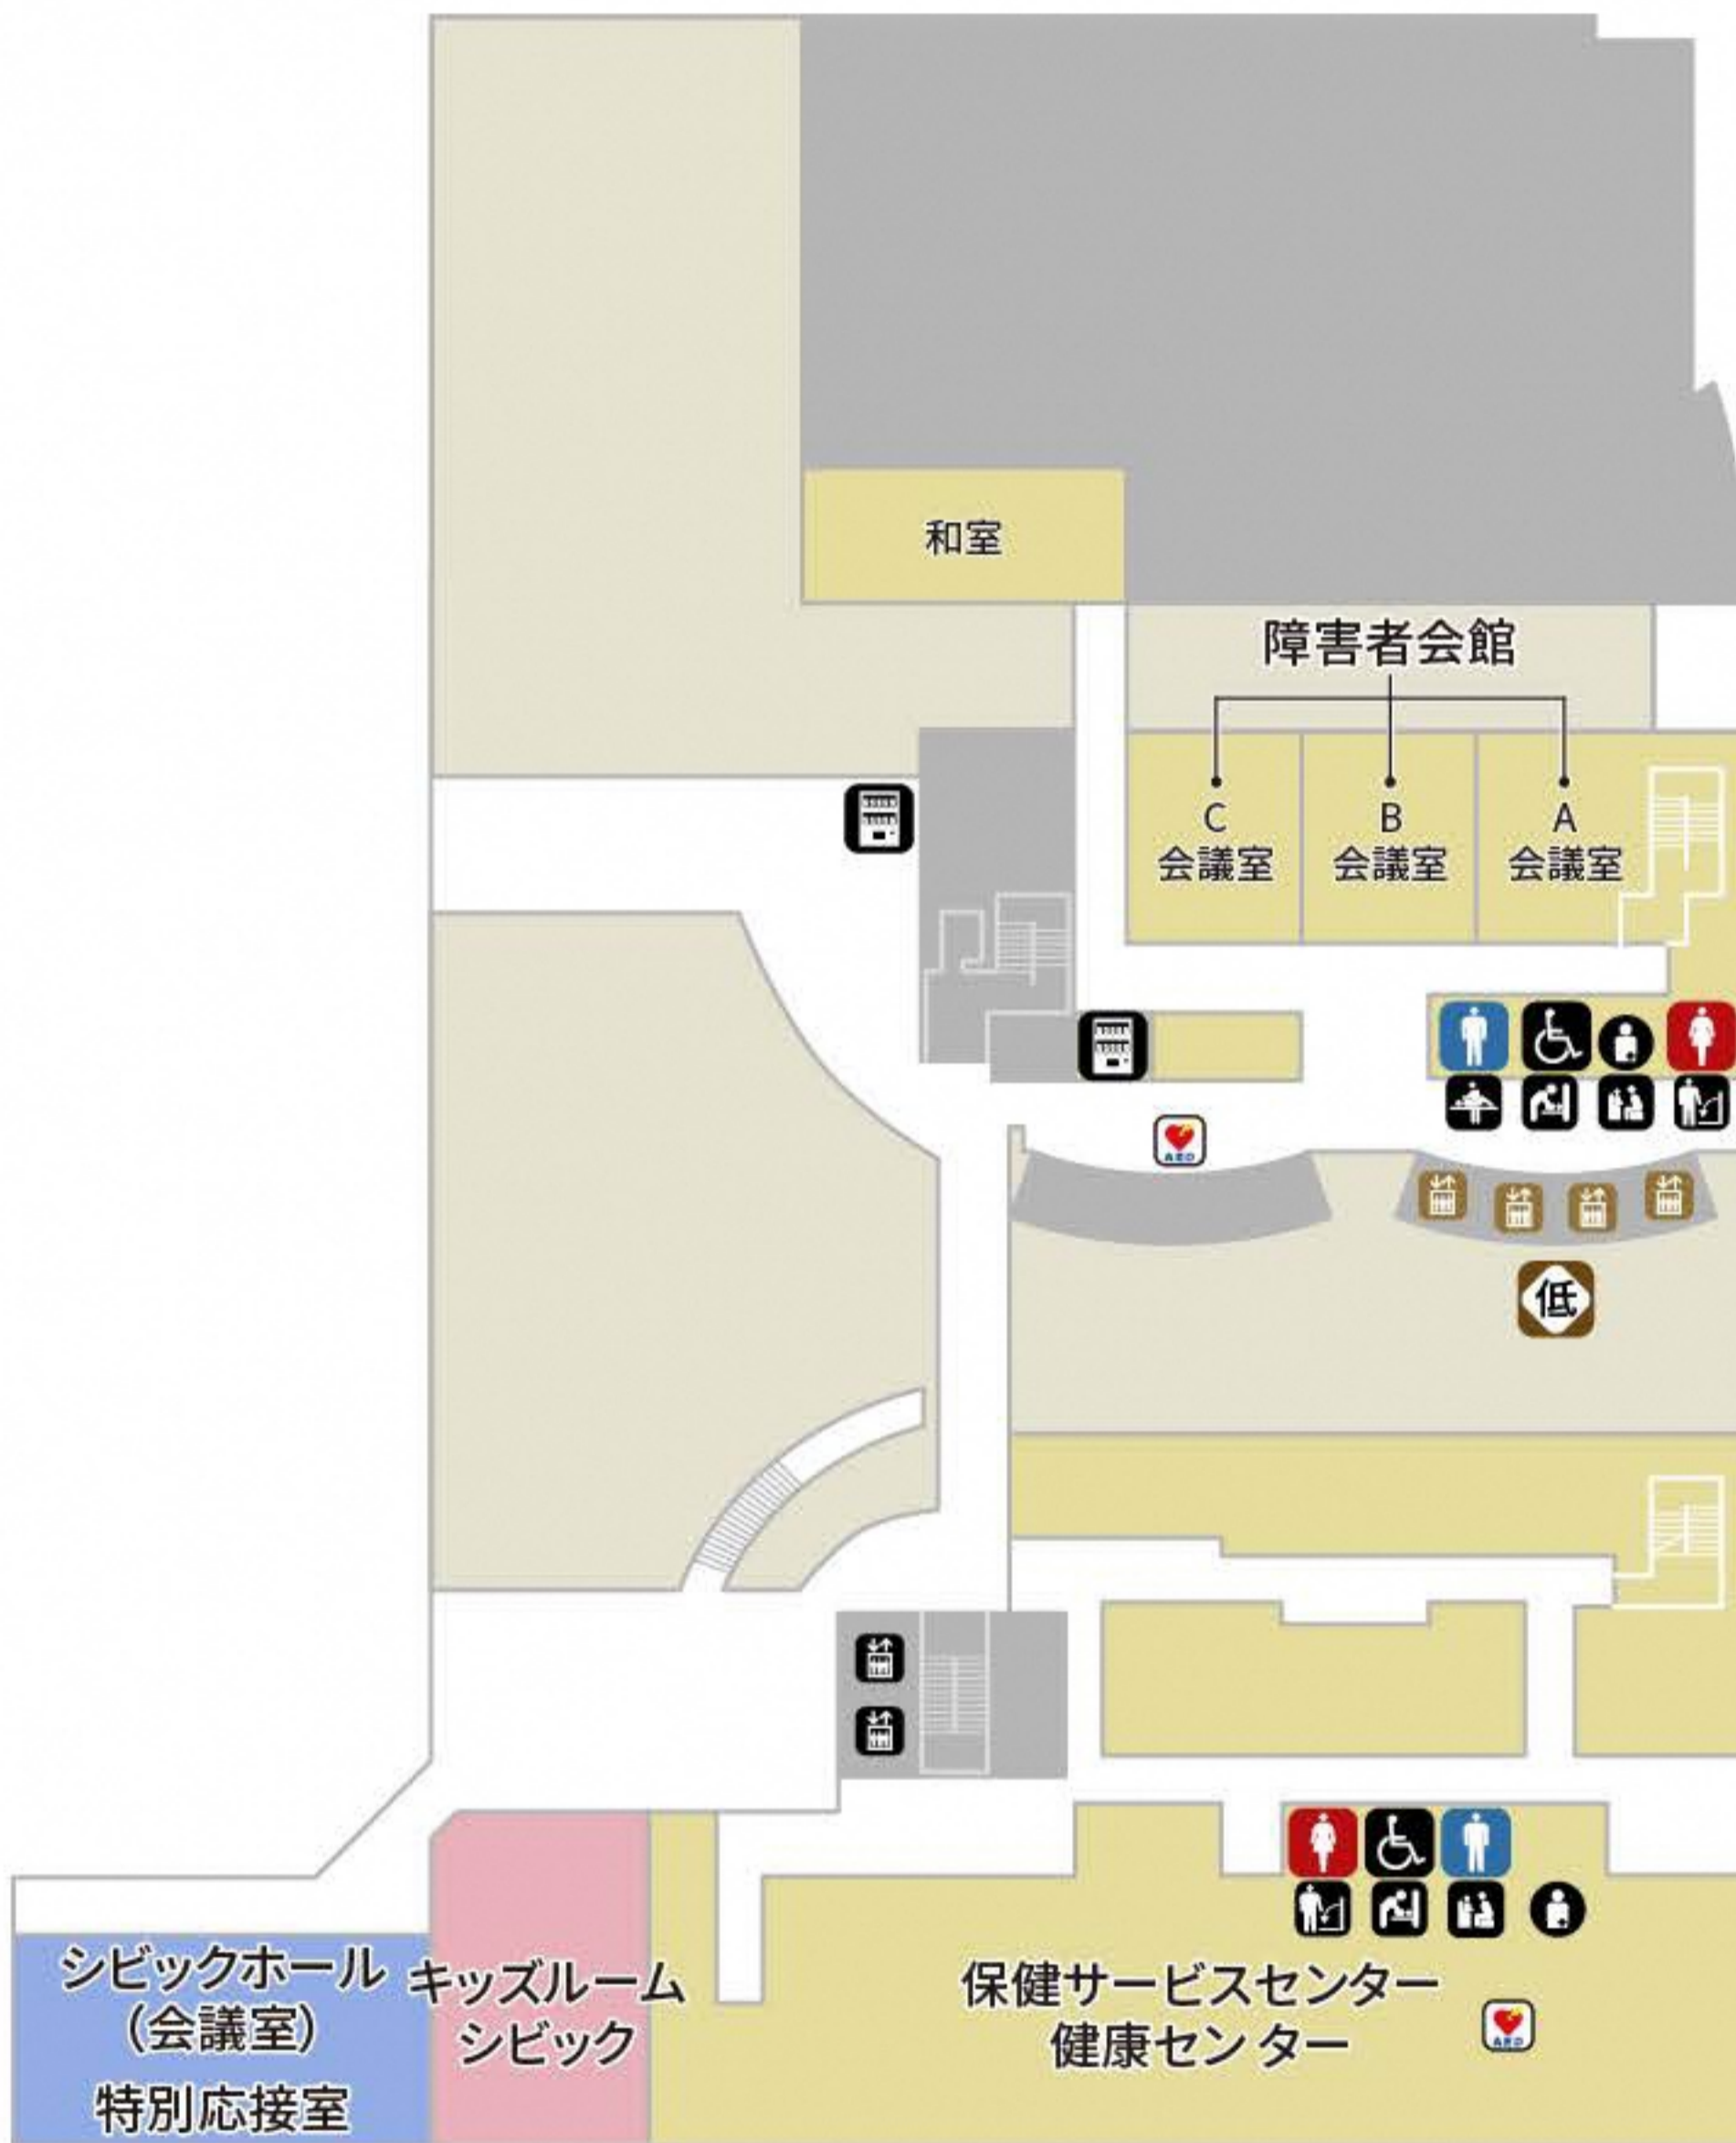 和室
障害者会館
C
会議室
B
会議室
A
会議室
AED
低
シビックホール
（会議室）
特別応接室
キッズルーム
シビック
保健サービスセンター
健康センター
AED